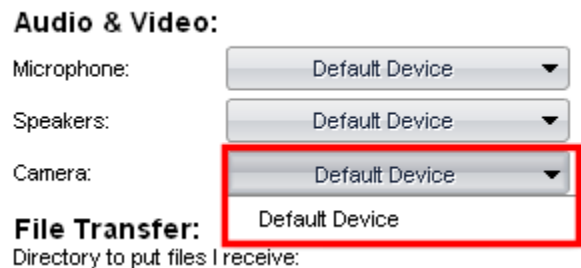 Audio & Video:
Microphone: Default Device
Speakers: Default Device
Camera: Default Device
Default Device
File Transfer:
Directory to put files I receive: